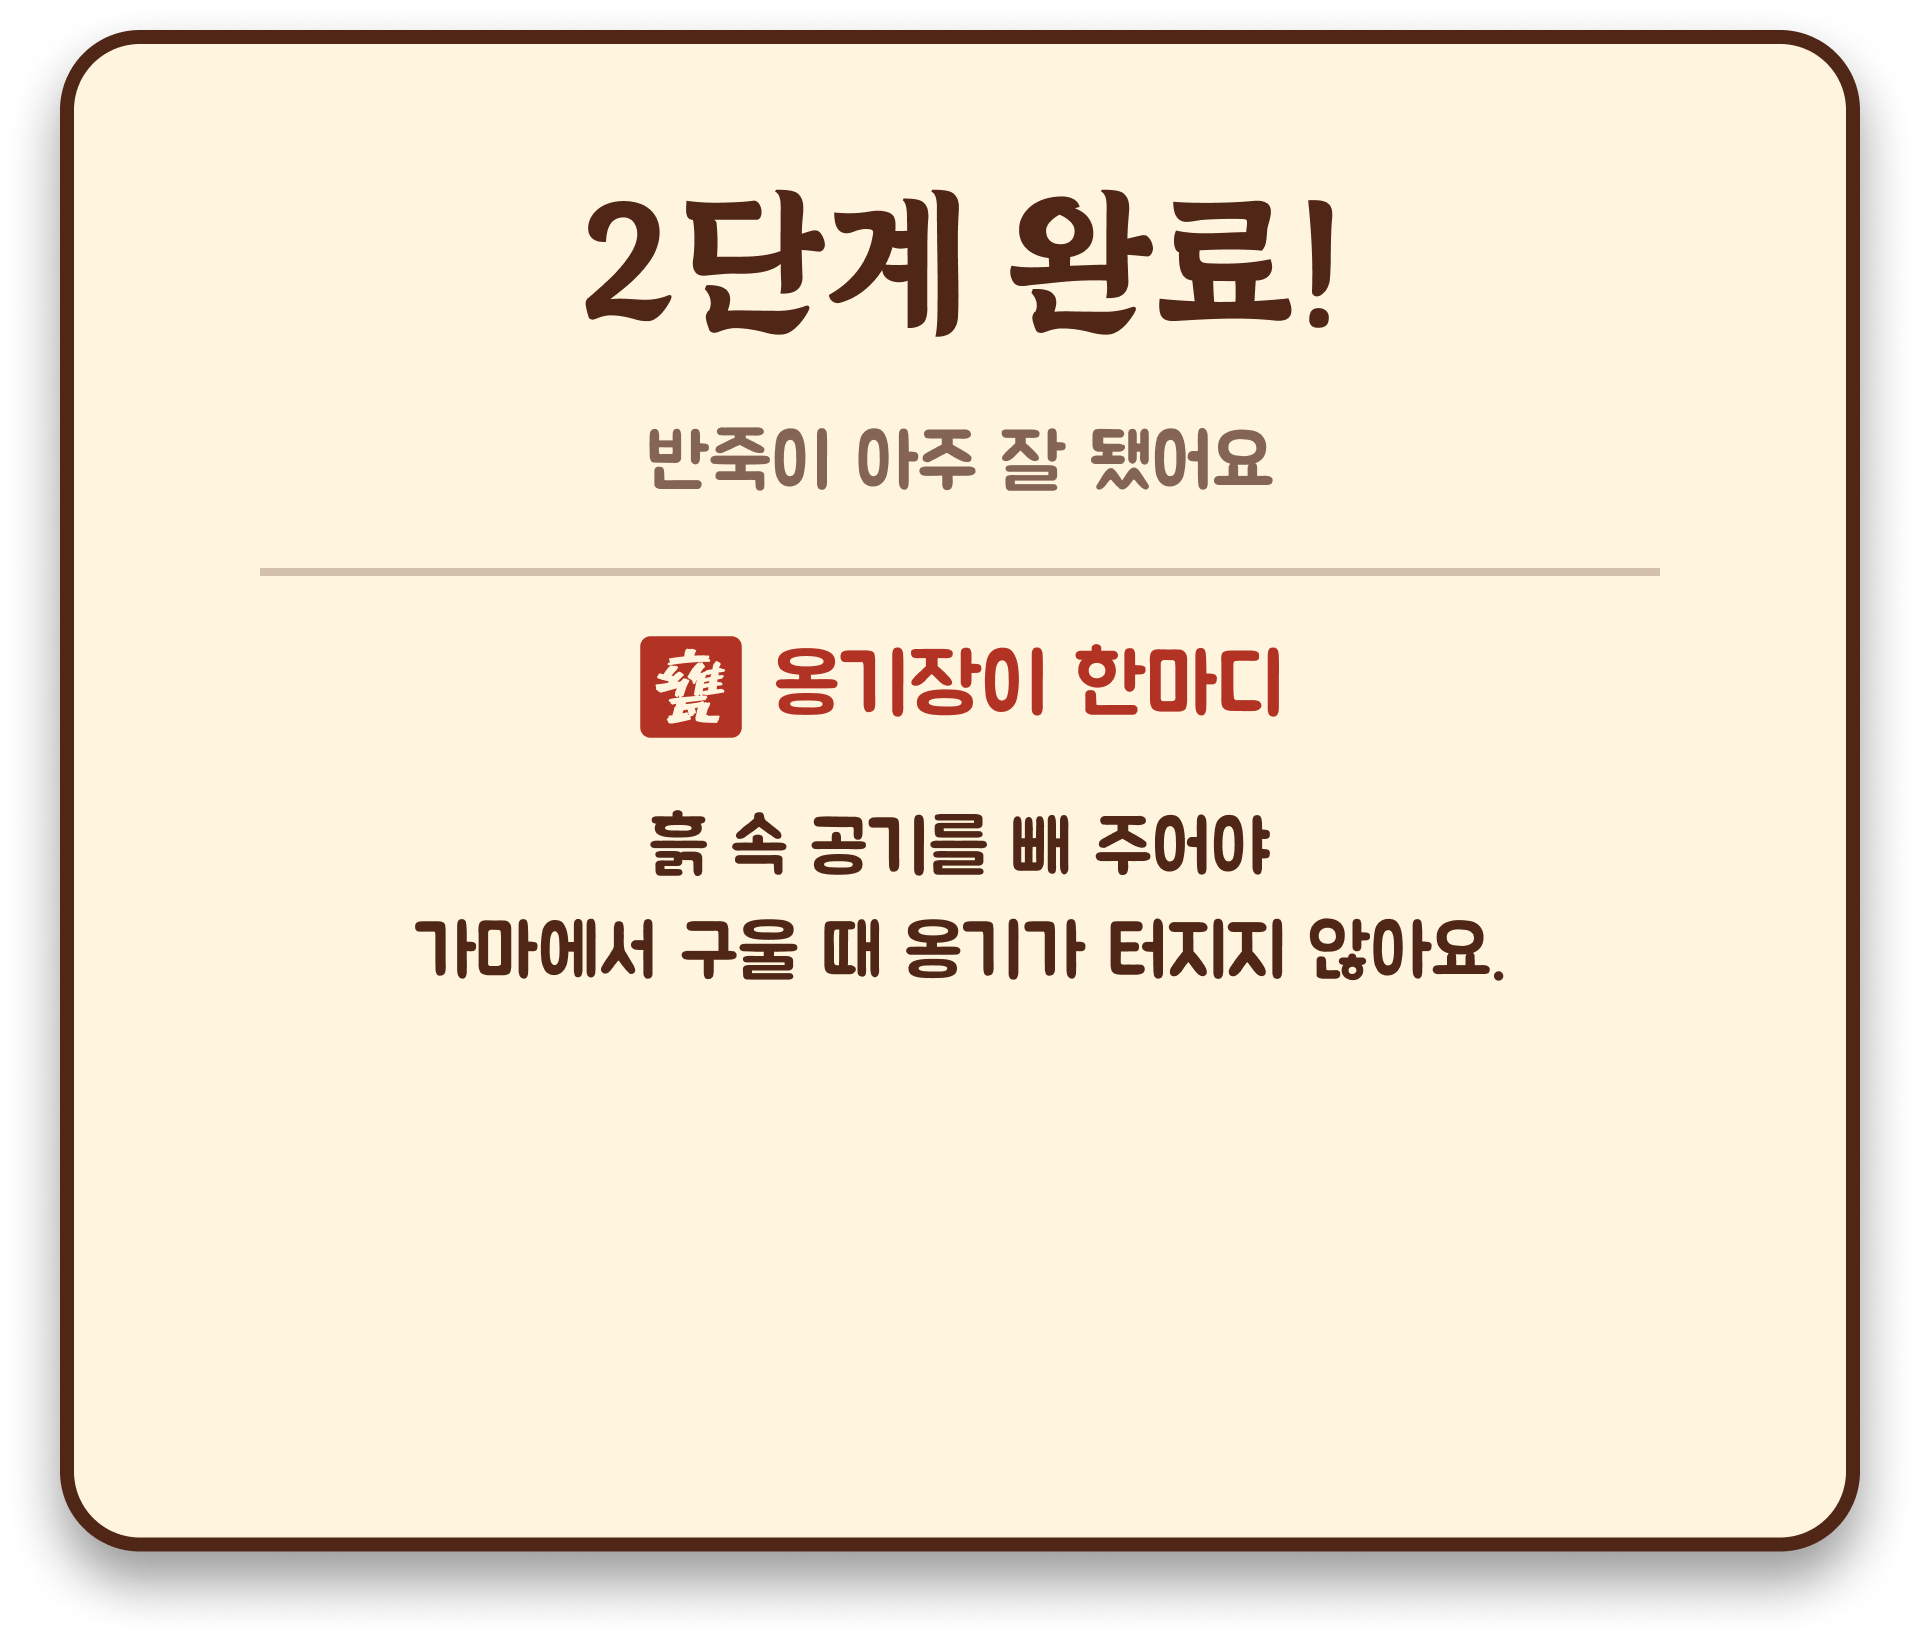 2단계 완료!
반죽이 아주 잘 됐어요
甕 옹기장이 한마디
흙 속 공기를 빼 주어야
가마에서 구울 때 옹기가 터지지 않아요.